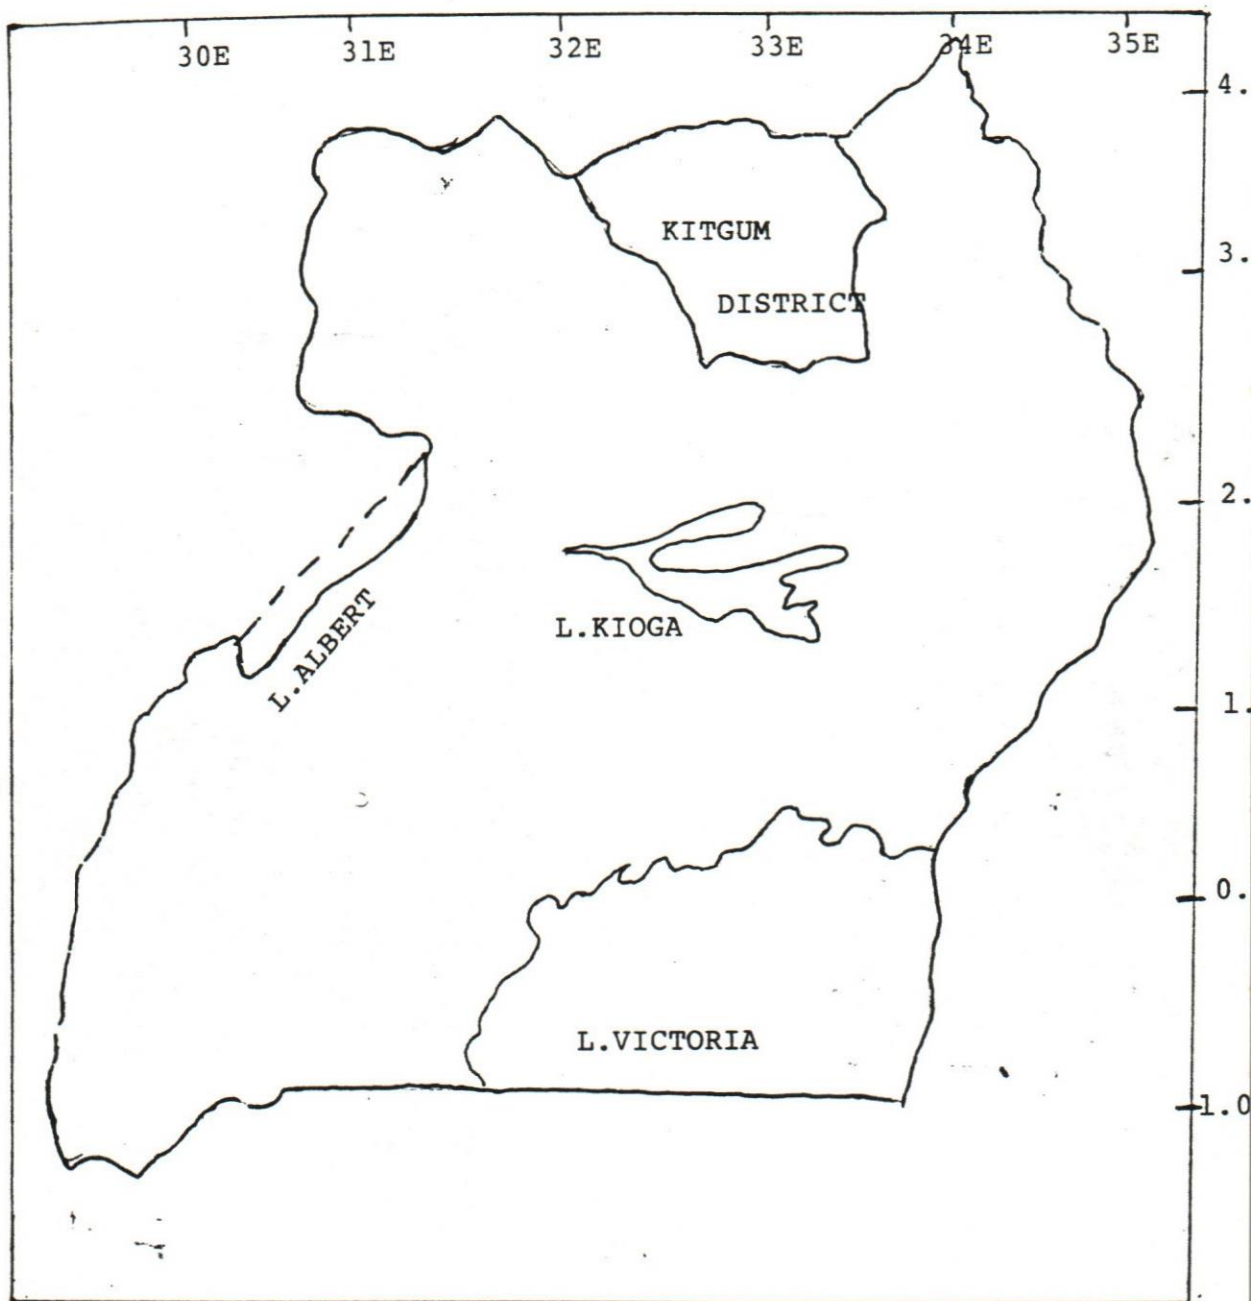 30E 31E 32E 33E 34E 35E
4.
KITGUM
3.
DISTRICT
2.
L.KIOGA
L.ALBERT
1.
0.
L.VICTORIA
1.0